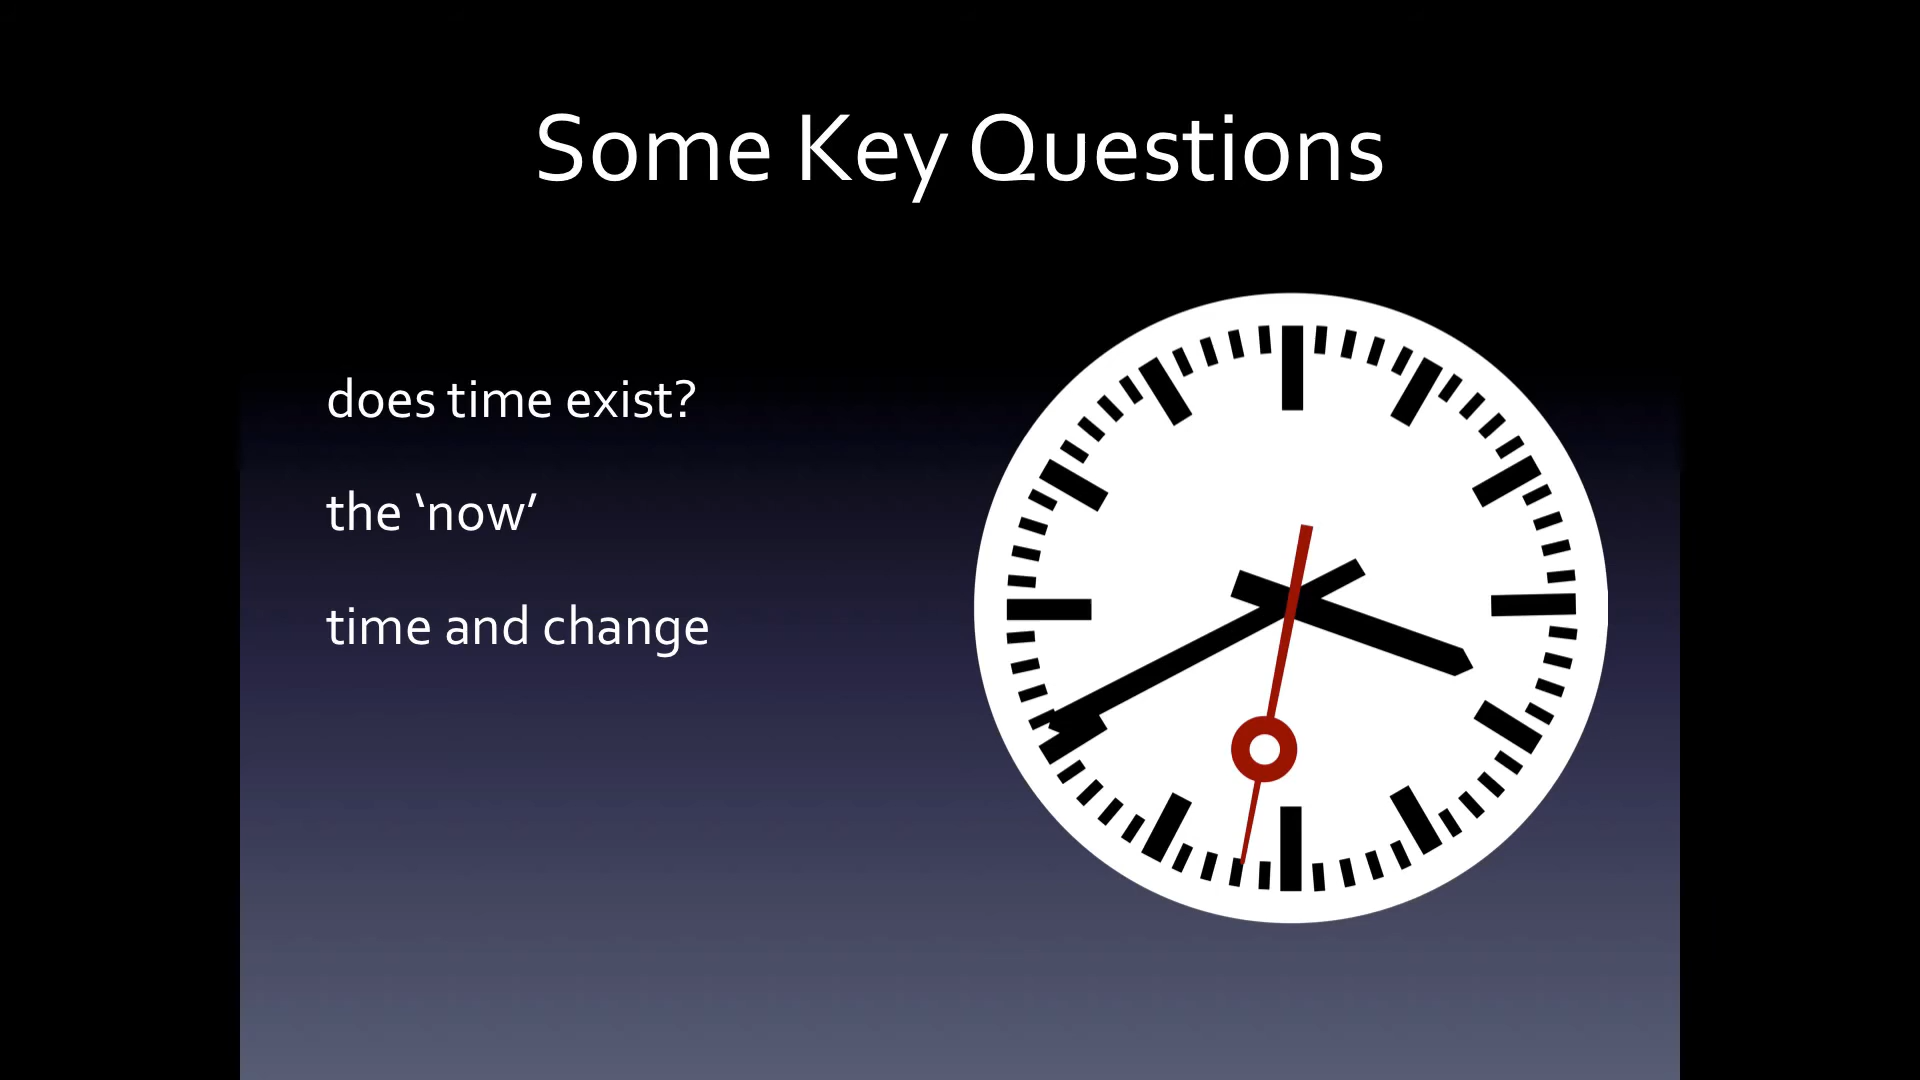 Some Key Questions
does time exist?
the ‘now’
time and change